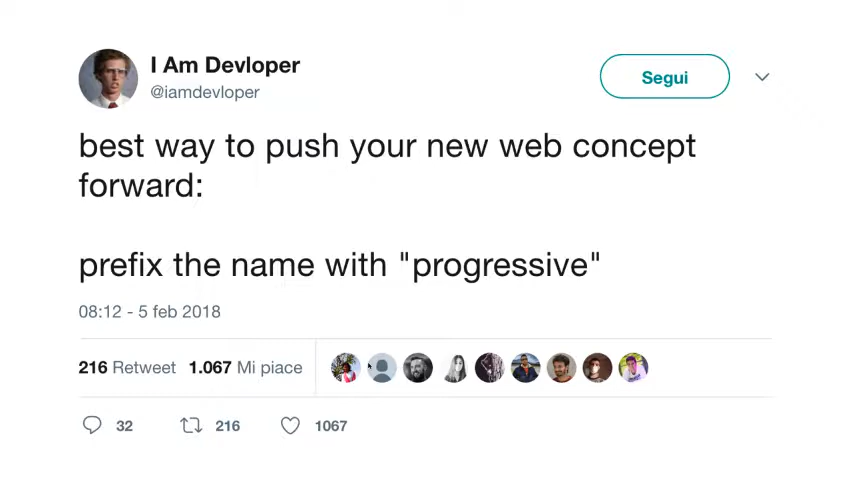 I Am Devloper
@iamdevloper
Segui
best way to push your new web concept
forward:
prefix the name with "progressive"
08:12 - 5 feb 2018
216 Retweet 1.067 Mi piace
32 216 1067